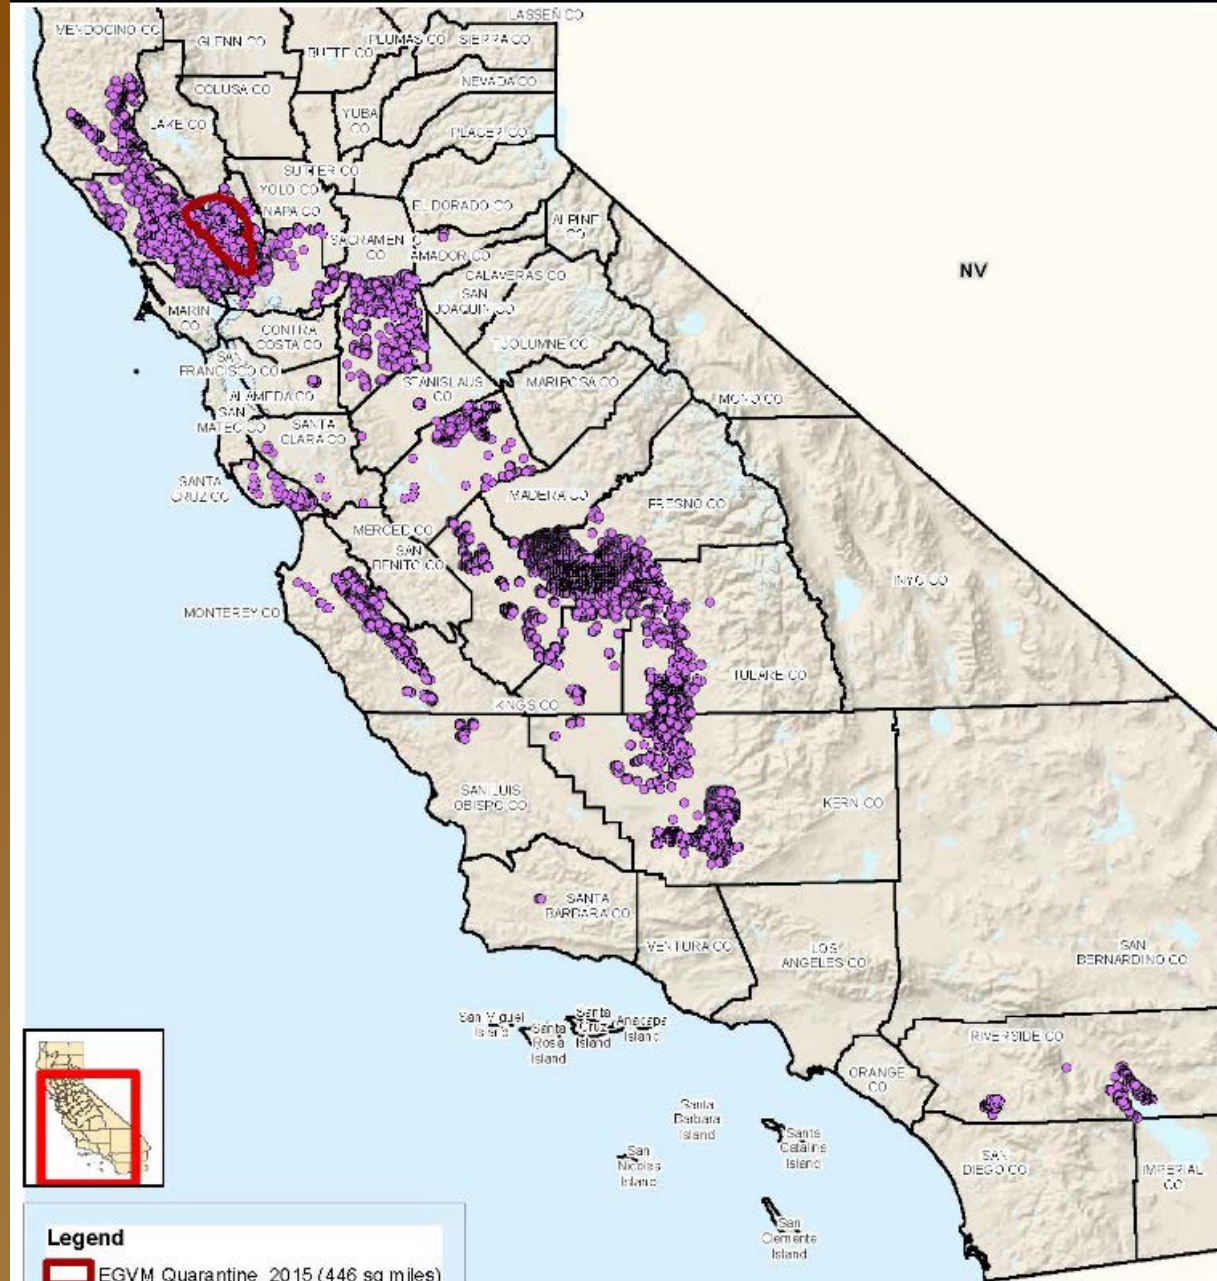 LASSEN CO
MENDOCINO CO
GLENN CO
BUTTE CO
PLUMAS CO
SIERRA CO
COLUSA CO
NEVADA CO
YUBA
CO
LAKE CO
PLACER CO
SUTTER CO
YOLO CO
NAPA CO
EL DORADO CO
ALPINE
CO
SACRAMEN
CO
AMADOR CO
CALAVERAS CO
NV
SAN
JOAQUIN CO
MARIN
CO
CONTRA
COSTA CO
TUOLUMNE CO
SAN
FRANCISCO CO
STANISLAUS
CO
MARIPOSA CO
ALAMEDA CO
MONO CO
SAN
MATEO CO
SANTA
CLARA CO
SANTA
CRUZ CO
MADERA CO
FRESNO CO
MERCED CO
SAN
BENITO CO
INYO CO
MONTEREY CO
TULARE CO
KINGS CO
SAN LUIS
OBISPO CO
KERN CO
SANTA
BARBARA CO
VENTURA CO
LOS
ANGELES CO
SAN
BERNARDINO CO
San Miguel
Island
Santa
Rosa
Island
Santa
Cruz
Island
Anacapa
Island
RIVERSIDE CO
ORANGE
CO
Santa
Barbara
Island
Santa
Catalina
Island
San
Nicolas
Island
SAN
DIEGO CO
IMPERIAL
CO
San
Clemente
Island
Legend
EGVM Quarantine 2015 (446 sq miles)